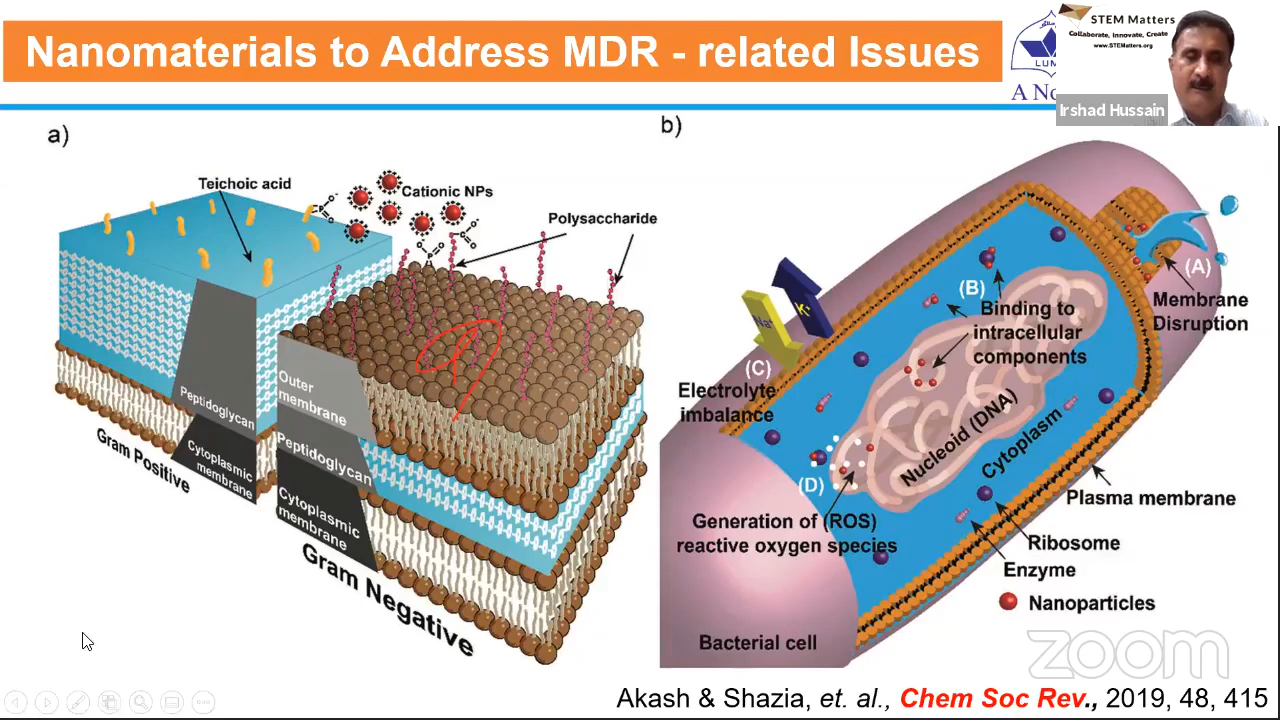 Nanomaterials to Address MDR - related Issues
STEM Matters
Collaborate, Innovate, Create
www.STEMatters.org
LUM
A No
Irshad Hussain
a)
Teichoic acid
Cationic NPs
Polysaccharide
Peptidoglycan
Cytoplasmic
membrane
Gram Positive
Outer
membrane
Peptidoglycan
Cytoplasmic
membrane
Gram Negative
b)
(A)
Membrane
Disruption
(B)
Binding to
intracellular
components
Na+
K+
(C)
Electrolyte
imbalance
Nucleoid (DNA)
Cytoplasm
(D)
Generation of (ROS)
reactive oxygen species
Plasma membrane
Ribosome
Enzyme
Nanoparticles
Bacterial cell
zoom
Akash & Shazia, et. al., Chem Soc Rev., 2019, 48, 415